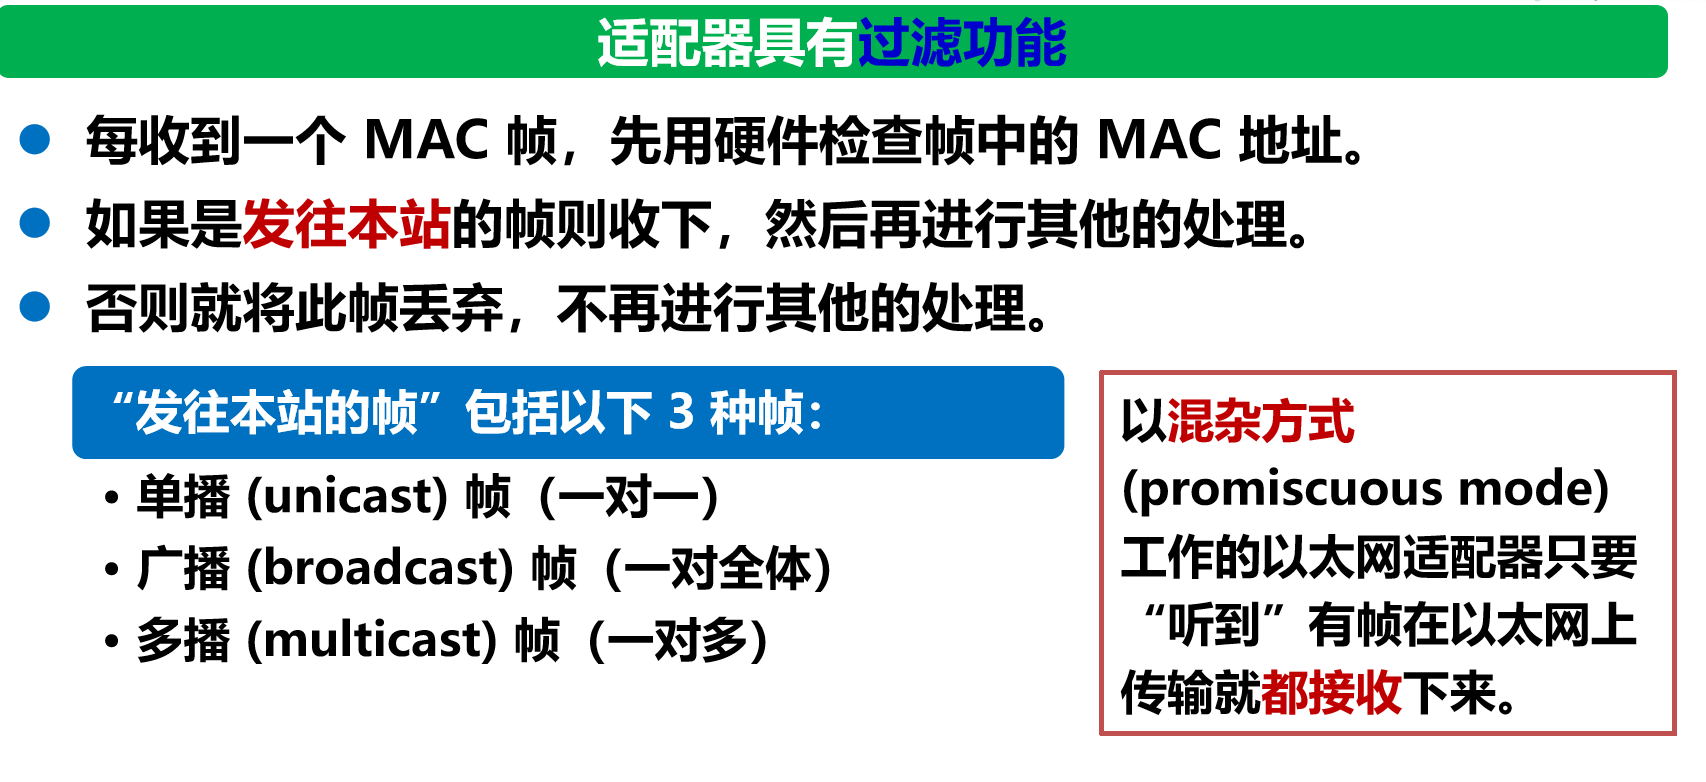 适配器具有过滤功能
● 每收到一个 MAC 帧，先用硬件检查帧中的 MAC 地址。
● 如果是发往本站的帧则收下，然后再进行其他的处理。
● 否则就将此帧丢弃，不再进行其他的处理。
“发往本站的帧”包括以下 3 种帧：
• 单播 (unicast) 帧（一对一）
• 广播 (broadcast) 帧（一对全体）
• 多播 (multicast) 帧（一对多）
以混杂方式
(promiscuous mode)
工作的以太网适配器只要
“听到”有帧在以太网上
传输就都接收下来。